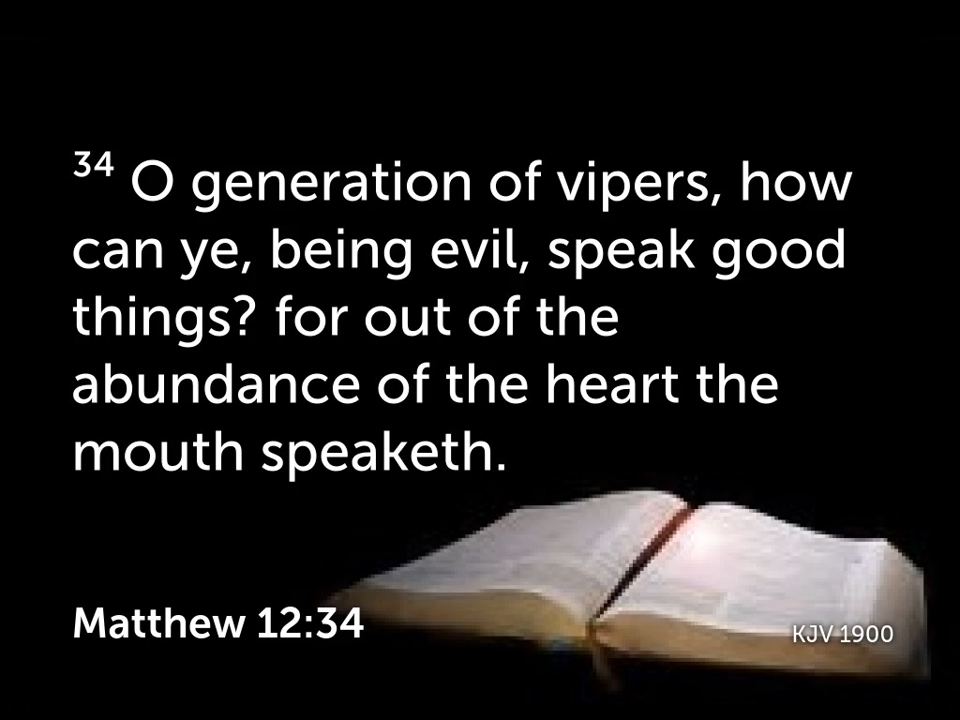 34 O generation of vipers, how
can ye, being evil, speak good
things? for out of the
abundance of the heart the
mouth speaketh.
Matthew 12:34
KJV 1900